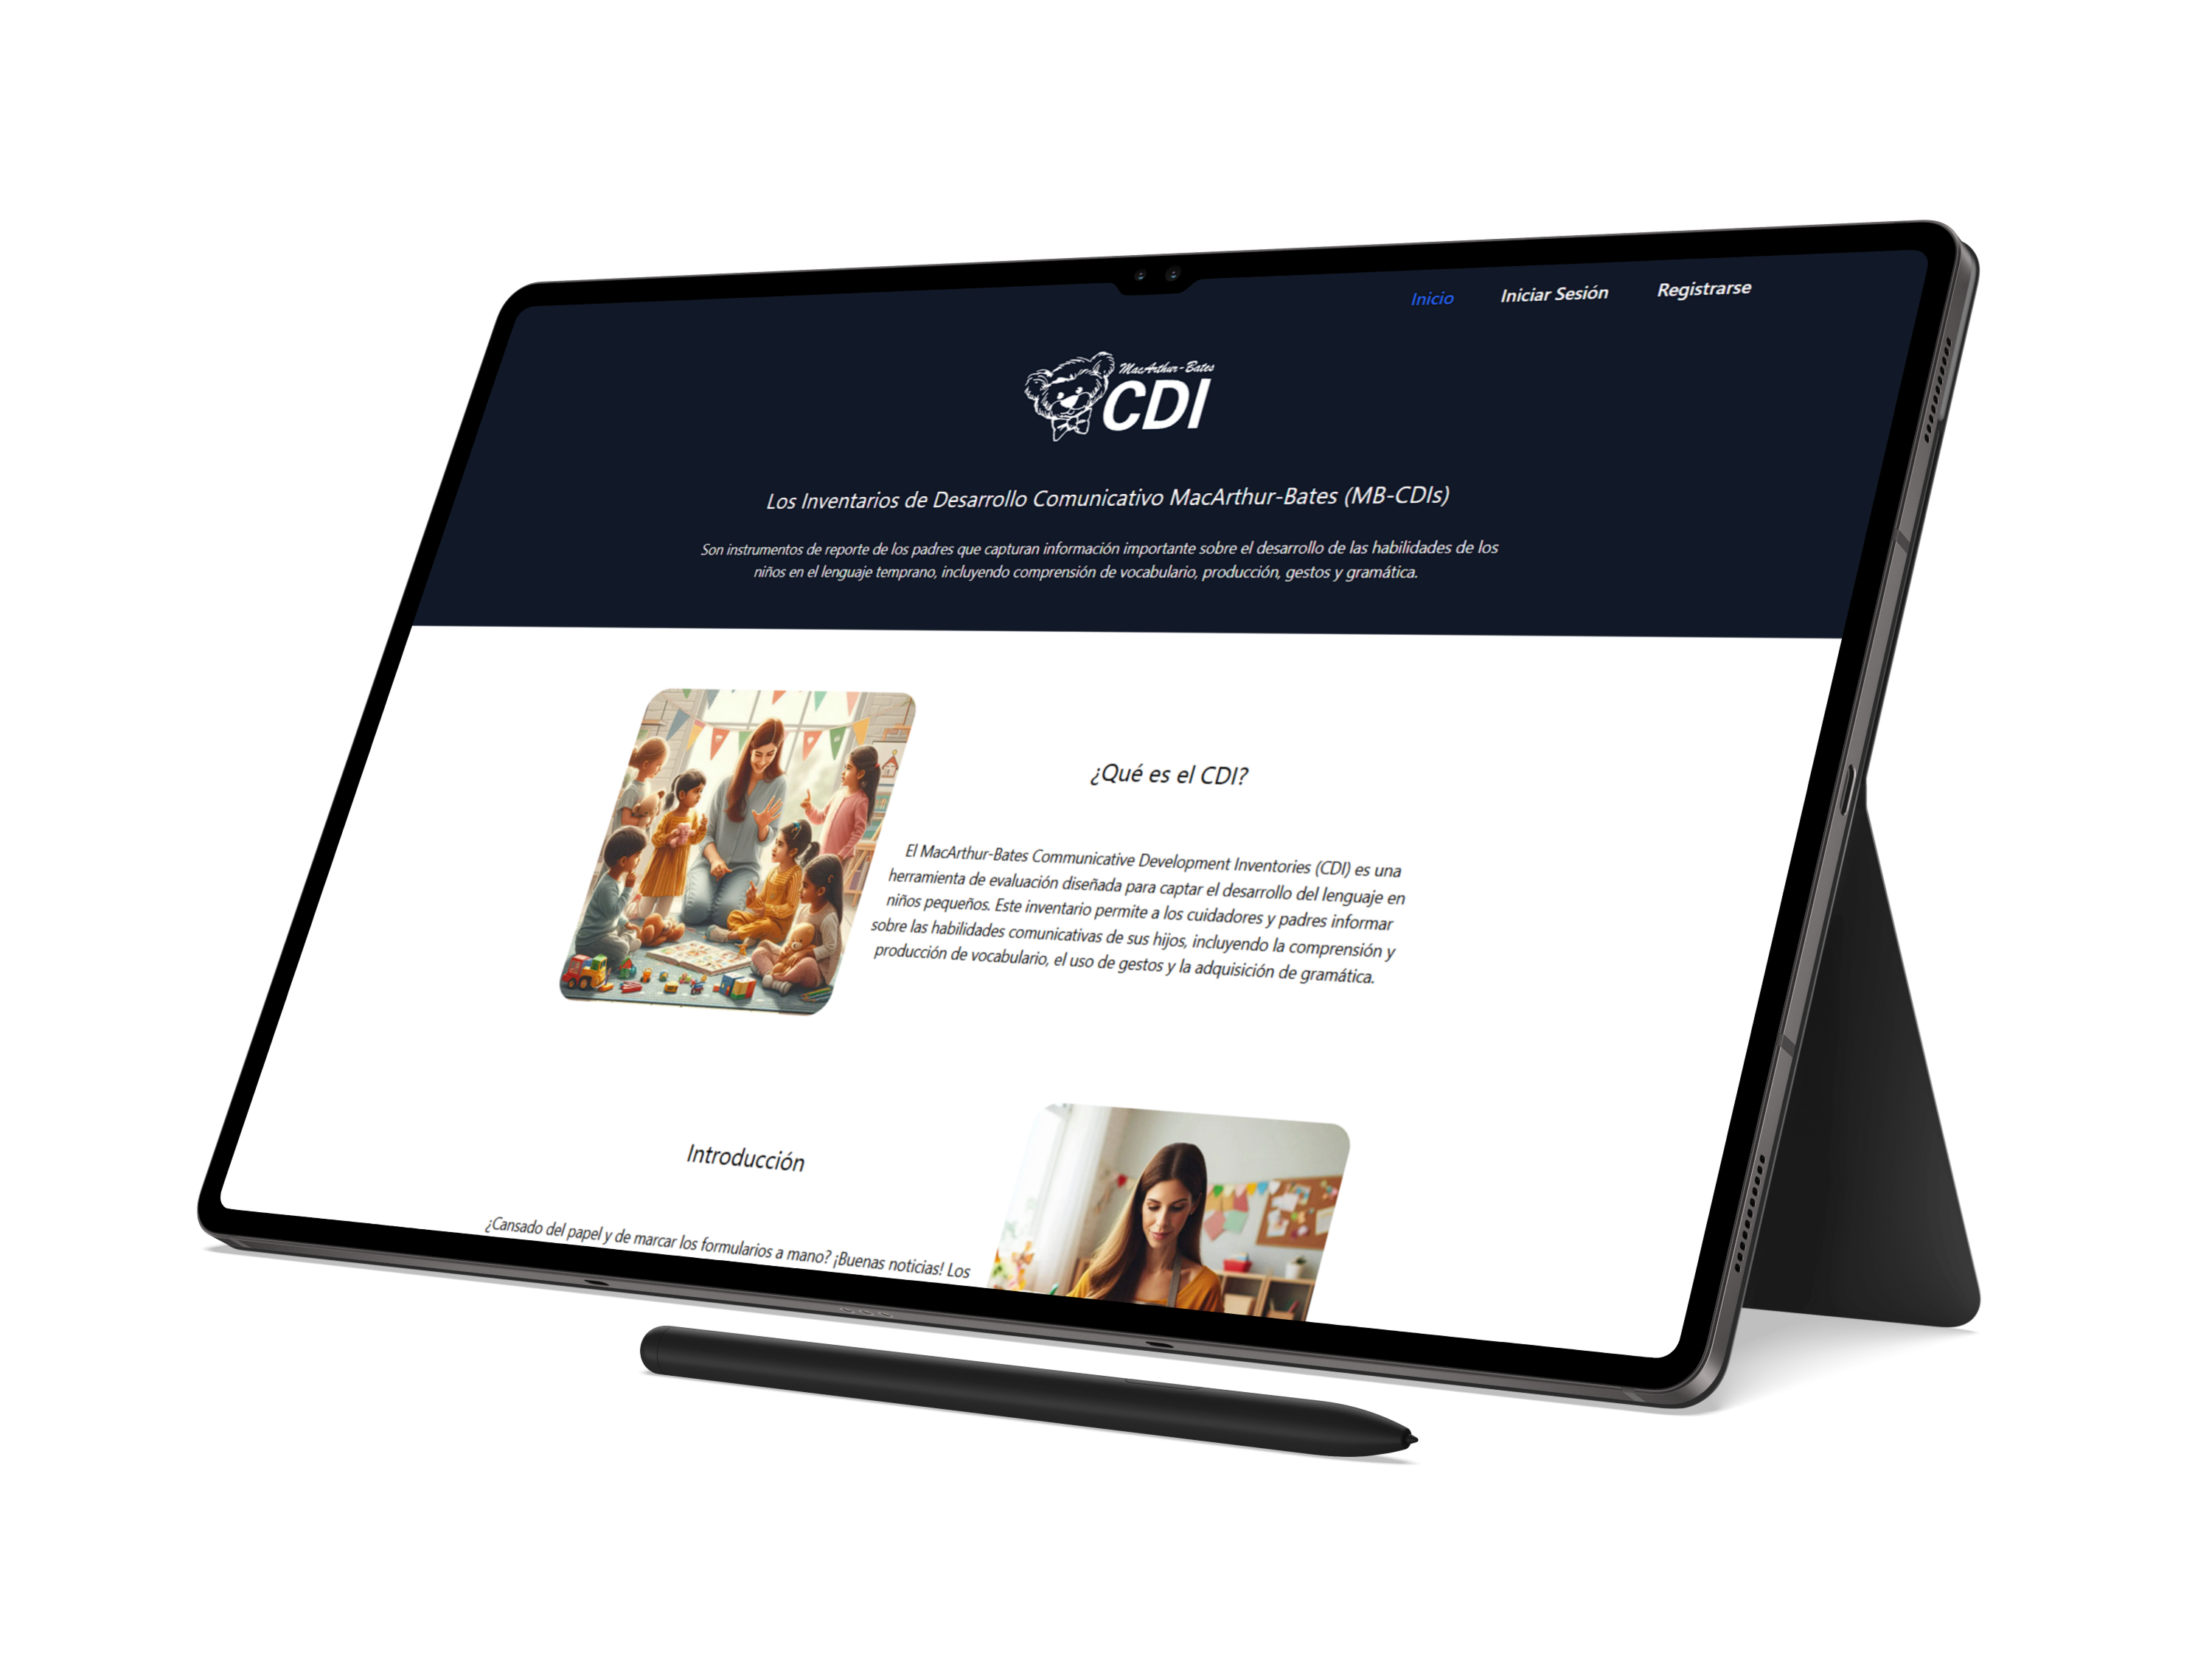 Inicio Iniciar Sesión Registrarse
MacArthur-Bates
CDI
Los Inventarios de Desarrollo Comunicativo MacArthur-Bates (MB-CDIs)
Son instrumentos de reporte de los padres que capturan información importante sobre el desarrollo de las habilidades de los
niños en el lenguaje temprano, incluyendo comprensión de vocabulario, producción, gestos y gramática.
¿Qué es el CDI?
El MacArthur-Bates Communicative Development Inventories (CDI) es una
herramienta de evaluación diseñada para captar el desarrollo del lenguaje en
niños pequeños. Este inventario permite a los cuidadores y padres informar
sobre las habilidades comunicativas de sus hijos, incluyendo la comprensión y
producción de vocabulario, el uso de gestos y la adquisición de gramática.
Introducción
¿Cansado del papel y de marcar los formularios a mano? ¡Buenas noticias! Los